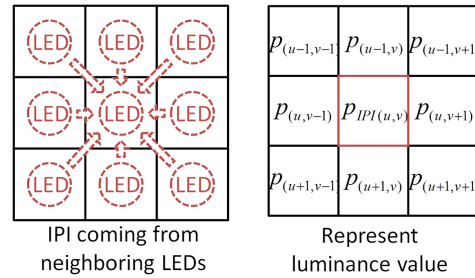 LED LED LED
LED LED LED
LED LED LED
IPI coming from
neighboring LEDs
p(u-1,v-1) p(u-1,v) p(u-1,v+1)
p(u,v-1) pIPI(u,v) p(u,v+1)
p(u+1,v-1) p(u+1,v) p(u+1,v+1)
Represent
luminance value